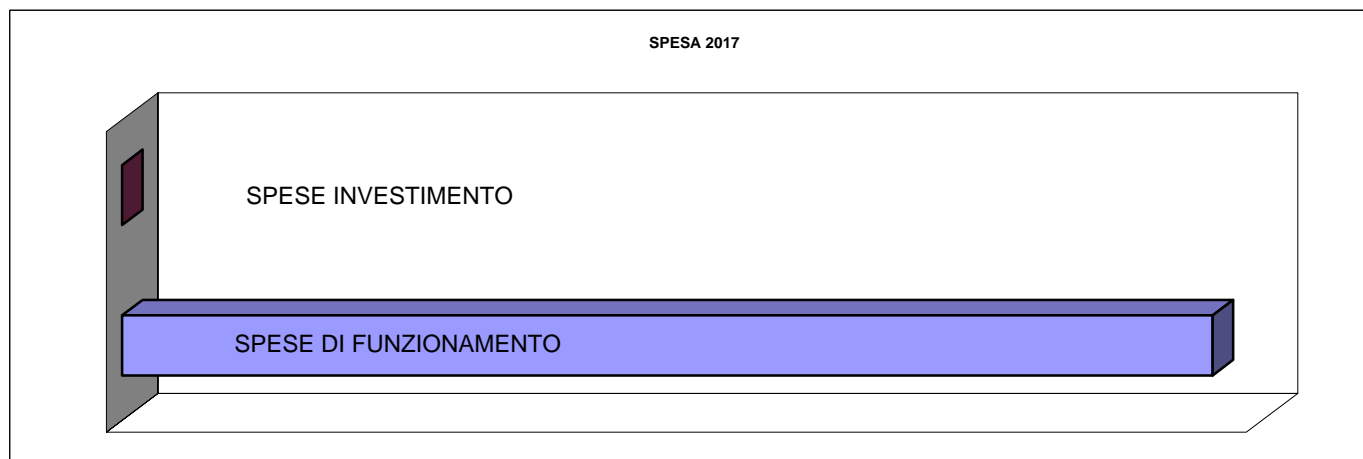 SPESA 2017
SPESE INVESTIMENTO
SPESE DI FUNZIONAMENTO